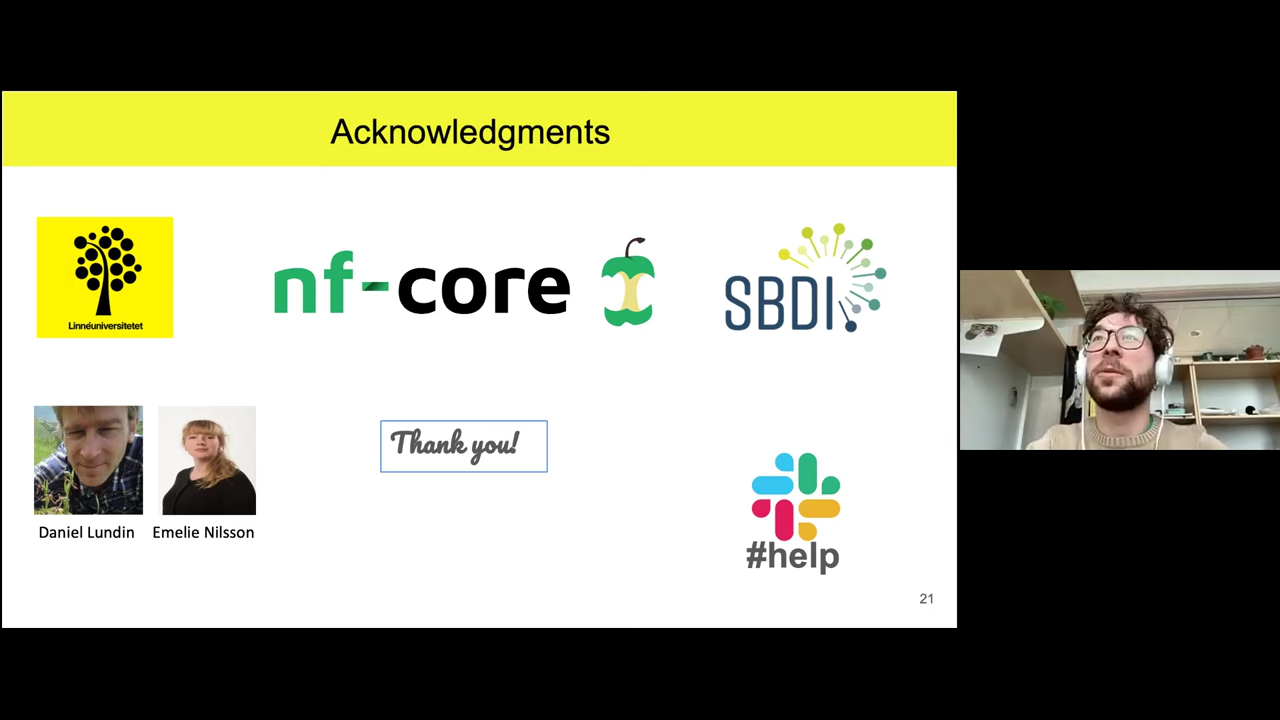 Acknowledgments
Linnéuniversitetet
nf-core
SBDI
Daniel Lundin
Emelie Nilsson
Thank you!
#help
21